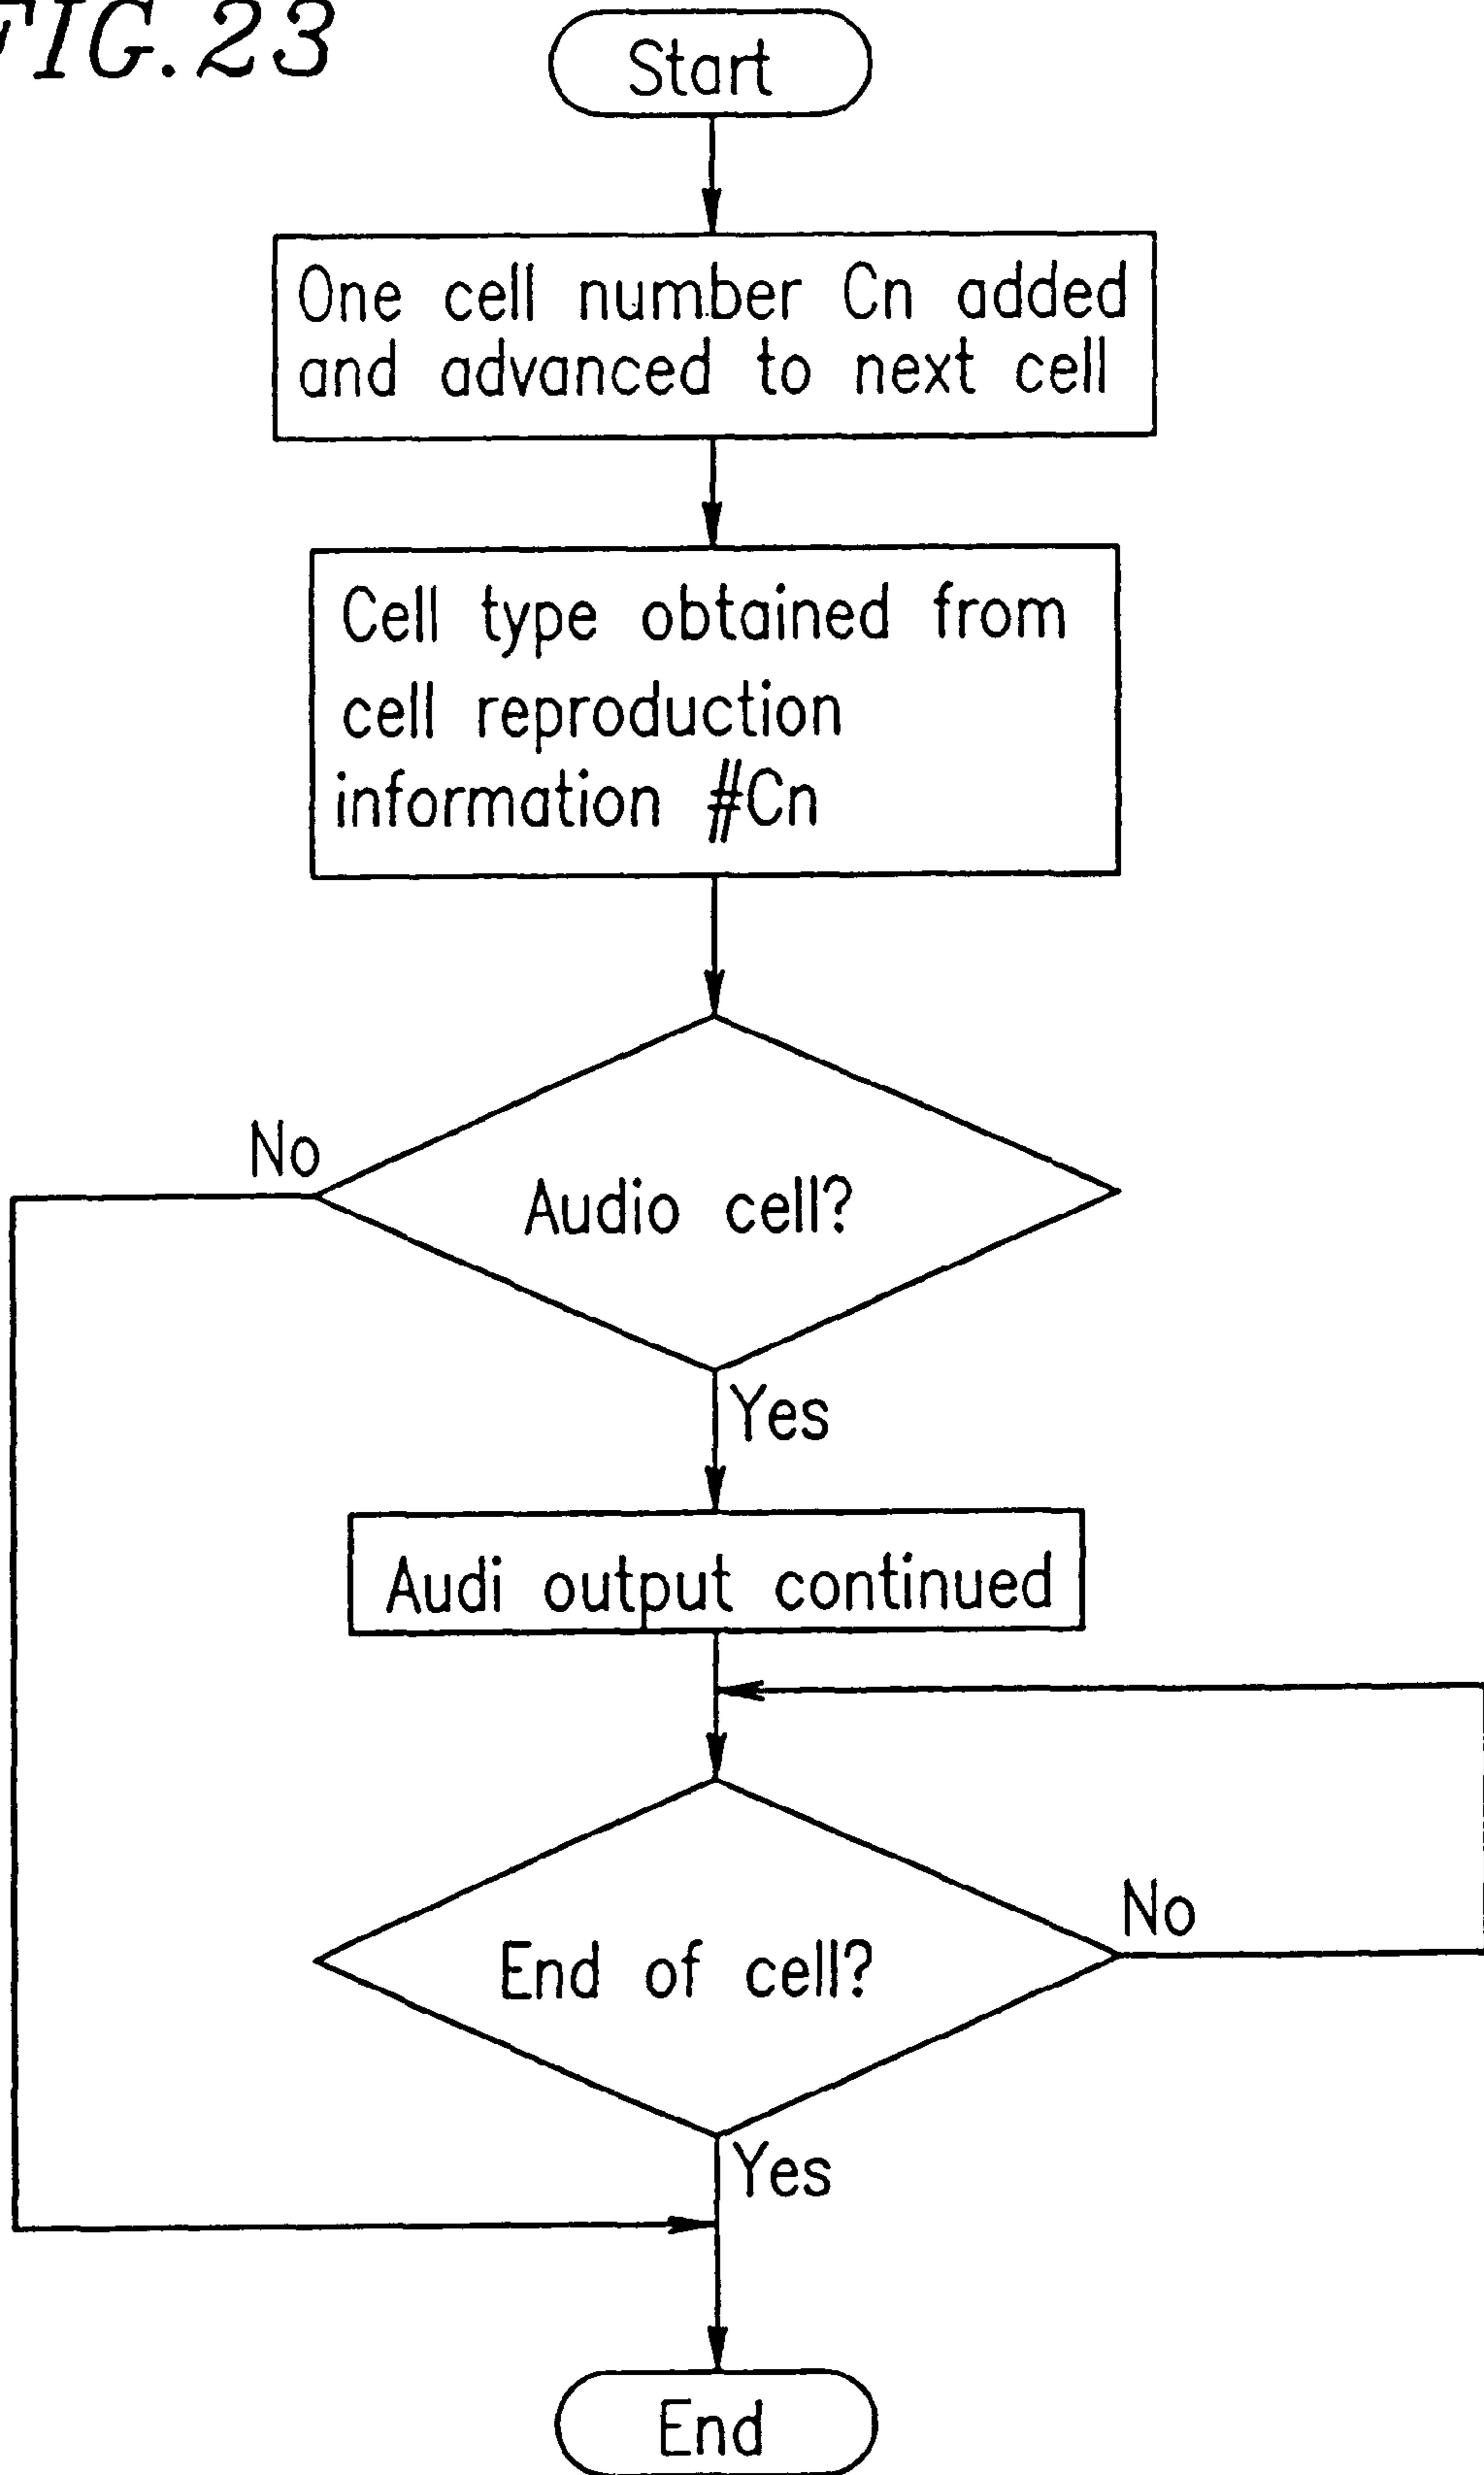 FIG. 23
Start
One cell number Cn added
and advanced to next cell
Cell type obtained from
cell reproduction
information #Cn
No
Audio cell?
Yes
Audi output continued
No
End of cell?
Yes
End